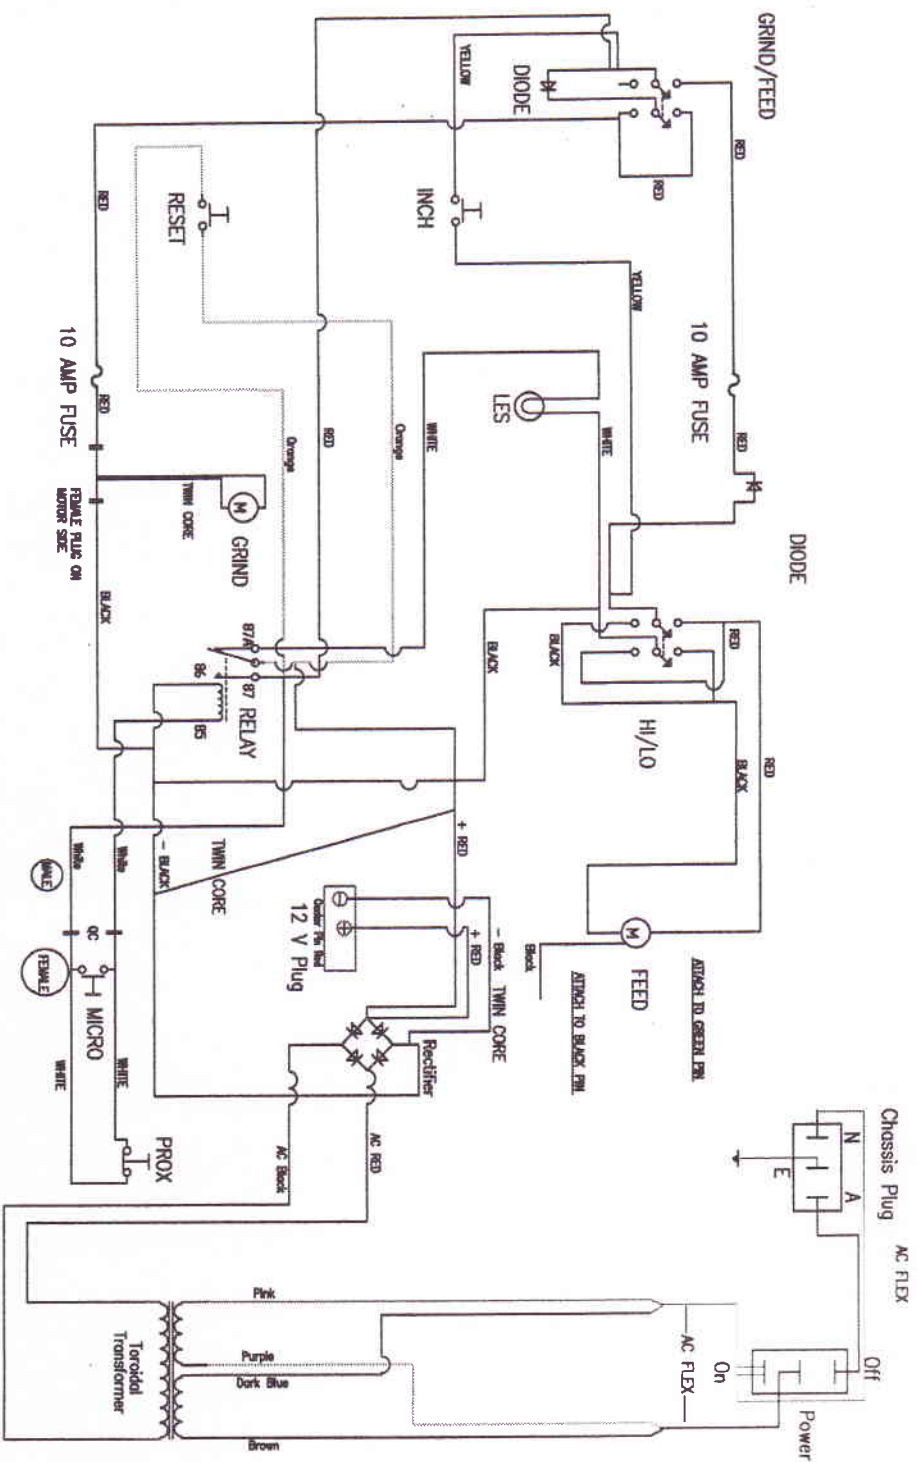 GRIND/FEED
RED
DIODE
YELLOW
RED
INCH
YELLOW
RESET
RED
10 AMP FUSE
RED
DIODE
LES
WHITE
WHITE
RED
Orange
Orange
10 AMP FUSE
RED
FEMALE PLUG ON
MOTOR SIDE
TWIN CORE
M
GRIND
BLACK
87A
86
87
85
RELAY
BLACK
BLACK
RED
HI/LO
BLACK
RED
M
FEED
Black
ATTACH TO GREEN PIN
ATTACH TO BLACK PIN
TWIN CORE
- BLACK
+ RED
White
White
MALE
QC
FEMALE
MICRO
WHITE
WHITE
PROX
Center Pin Red
12 V Plug
+ RED
- Black TWIN CORE
Rectifier
AC Black
AC RED
Chassis Plug
N
A
E
AC FLEX
Off
On
Power
AC FLEX
Pink
Purple
Dark Blue
Brown
Toroidal
Transformer